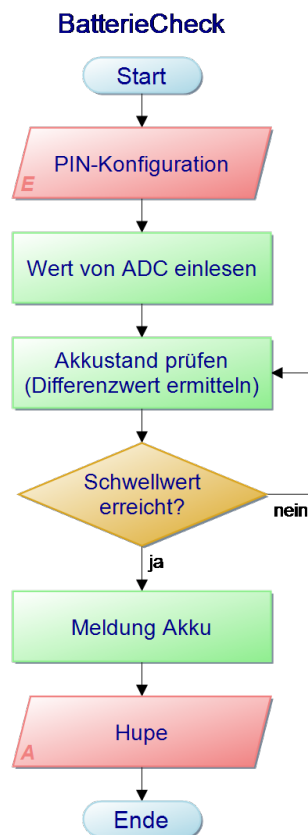 BatterieCheck
Start
PIN-Konfiguration
E
Wert von ADC einlesen
Akkustand prüfen
(Differenzwert ermitteln)
Schwellwert
erreicht?
nein
ja
Meldung Akku
Hupe
A
Ende